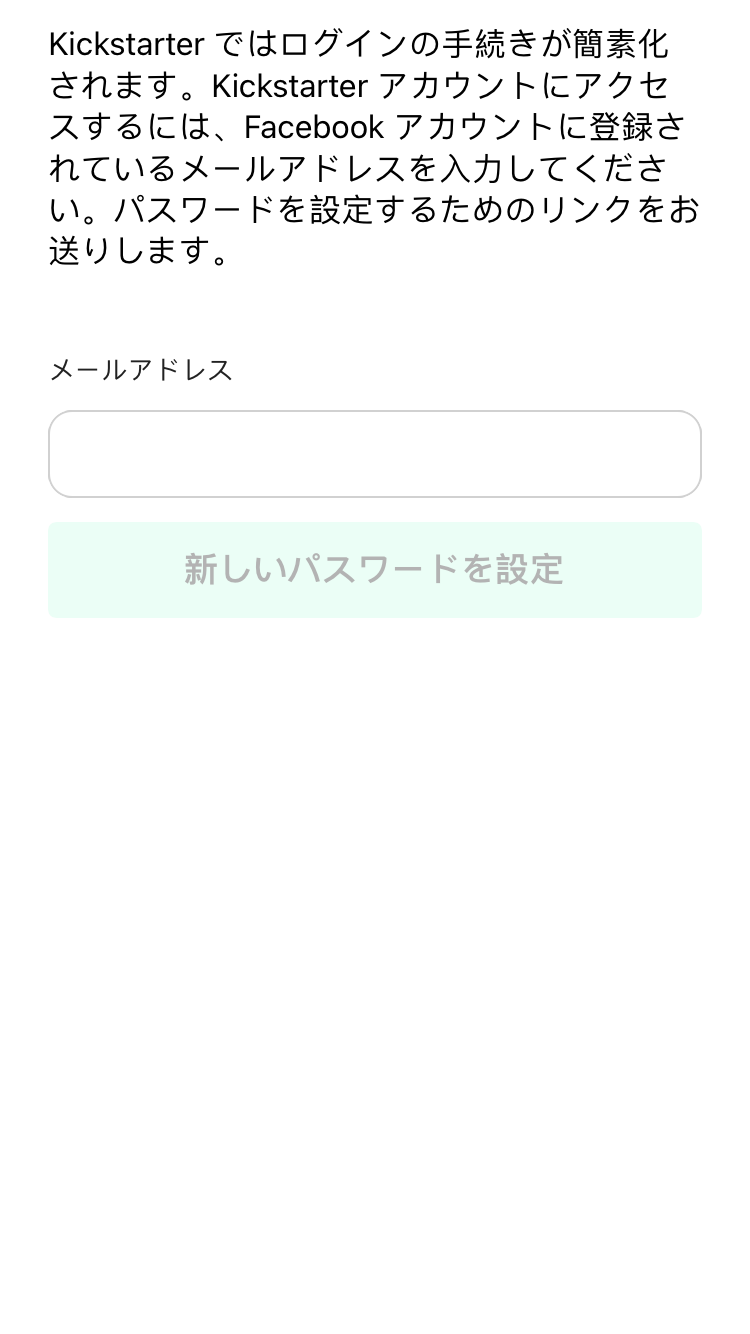 Kickstarter ではログインの手続きが簡素化
されます。Kickstarter アカウントにアクセ
スするには、Facebook アカウントに登録さ
れているメールアドレスを入力してくださ
い。パスワードを設定するためのリンクをお
送りします。
メールアドレス
新しいパスワードを設定